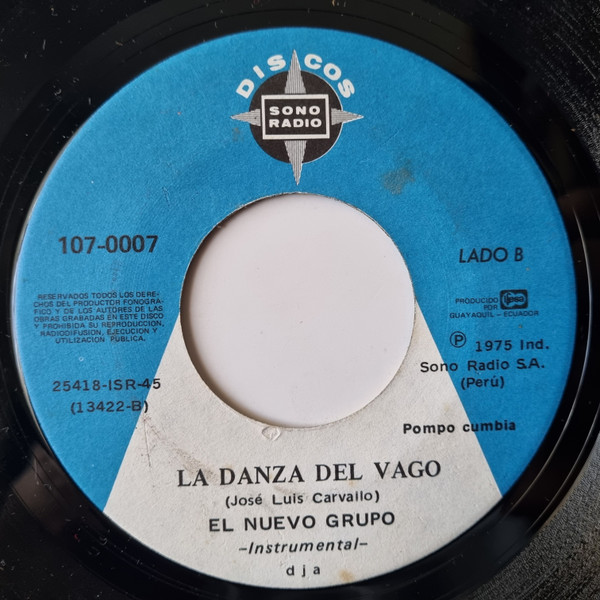 DISCOS
SONO
RADIO
107-0007
LADO B
RESERVADOS TODOS LOS DERE-
CHOS DEL PRODUCTOR FONOGRA-
FICO Y DE LOS AUTORES DE LAS
OBRAS GRABADAS EN ESTE DISCO
Y PROHIBIDA SU REPRODUCCION,
RADIODIFUSION, EJECUCION Y
UTILIZACION PUBLICA.
PRODUCIDO
POR
ifesa
GUAYAQUIL - ECUADOR
25418-ISR-45
(13422-B)
Ⓟ 1975 Ind.
Sono Radio S.A.
(Perú)
Pompo cumbia
LA DANZA DEL VAGO
(José Luis Carvallo)
EL NUEVO GRUPO
-Instrumental-
dja